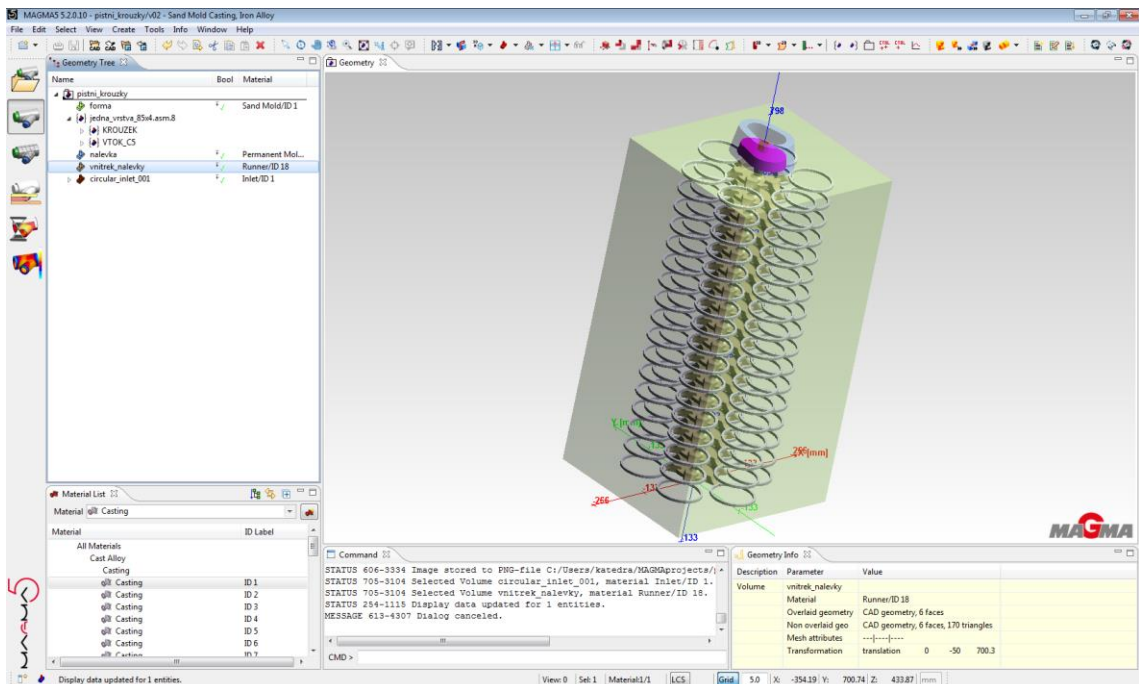 MAGMA5 5.2.0.10 - pistni_krouzky/v02 - Sand Mold Casting, Iron Alloy
File Edit Select View Create Tools Info Window Help
Geometry Tree
Name Bool Material
pistni_krouzky
forma Sand Mold/ID 1
jedna_vrstva_85x4.asm.8
KROUZEK
VTOK_C5
nalevka Permanent Mol...
vnitrek_nalevky Runner/ID 18
circular_inlet_001 Inlet/ID 1
Geometry
798
Y [mm]
X [mm]
-266
-133
-133
Material List
Material Casting
Material ID Label
All Materials
Cast Alloy
Casting
Casting ID 1
Casting ID 2
Casting ID 3
Casting ID 4
Casting ID 5
Casting ID 6
Casting ID 7
MAGMA
MAGMA5
Command
STATUS 606-3334 Image stored to PNG-file C:/Users/katedra/MAGMAprojects/
STATUS 705-3104 Selected Volume circular_inlet_001, material Inlet/ID 1.
STATUS 705-3104 Selected Volume vnitrek_nalevky, material Runner/ID 18.
STATUS 254-1115 Display data updated for 1 entities.
MESSAGE 613-4307 Dialog canceled.
CMD >
Geometry Info
Description Parameter Value
Volume vnitrek_nalevky
Material Runner/ID 18
Overlaid geometry CAD geometry, 6 faces
Non overlaid geo CAD geometry, 6 faces, 170 triangles
Mesh attributes ---|----|----
Transformation translation 0 -50 700.3
Display data updated for 1 entities.
View: 0 Sel: 1 Material:1/1 LCS Grid 5.0 X: -354.19 Y: 700.74 Z: 433.87 mm